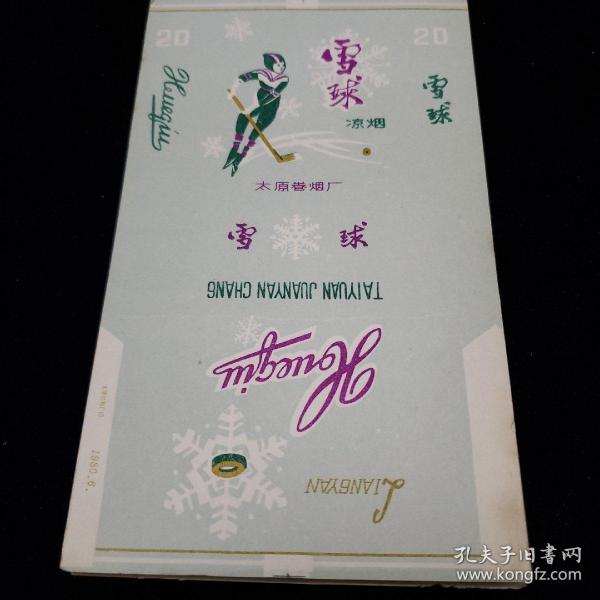 20
20
Xueqiu
雪球
凉烟
雪球
太原卷烟厂
雪 球
TAIYUAN JUANYAN CHANG
Xueqiu
LIANGYAN
1980.6.
孔夫子旧书网
www.kongfz.com